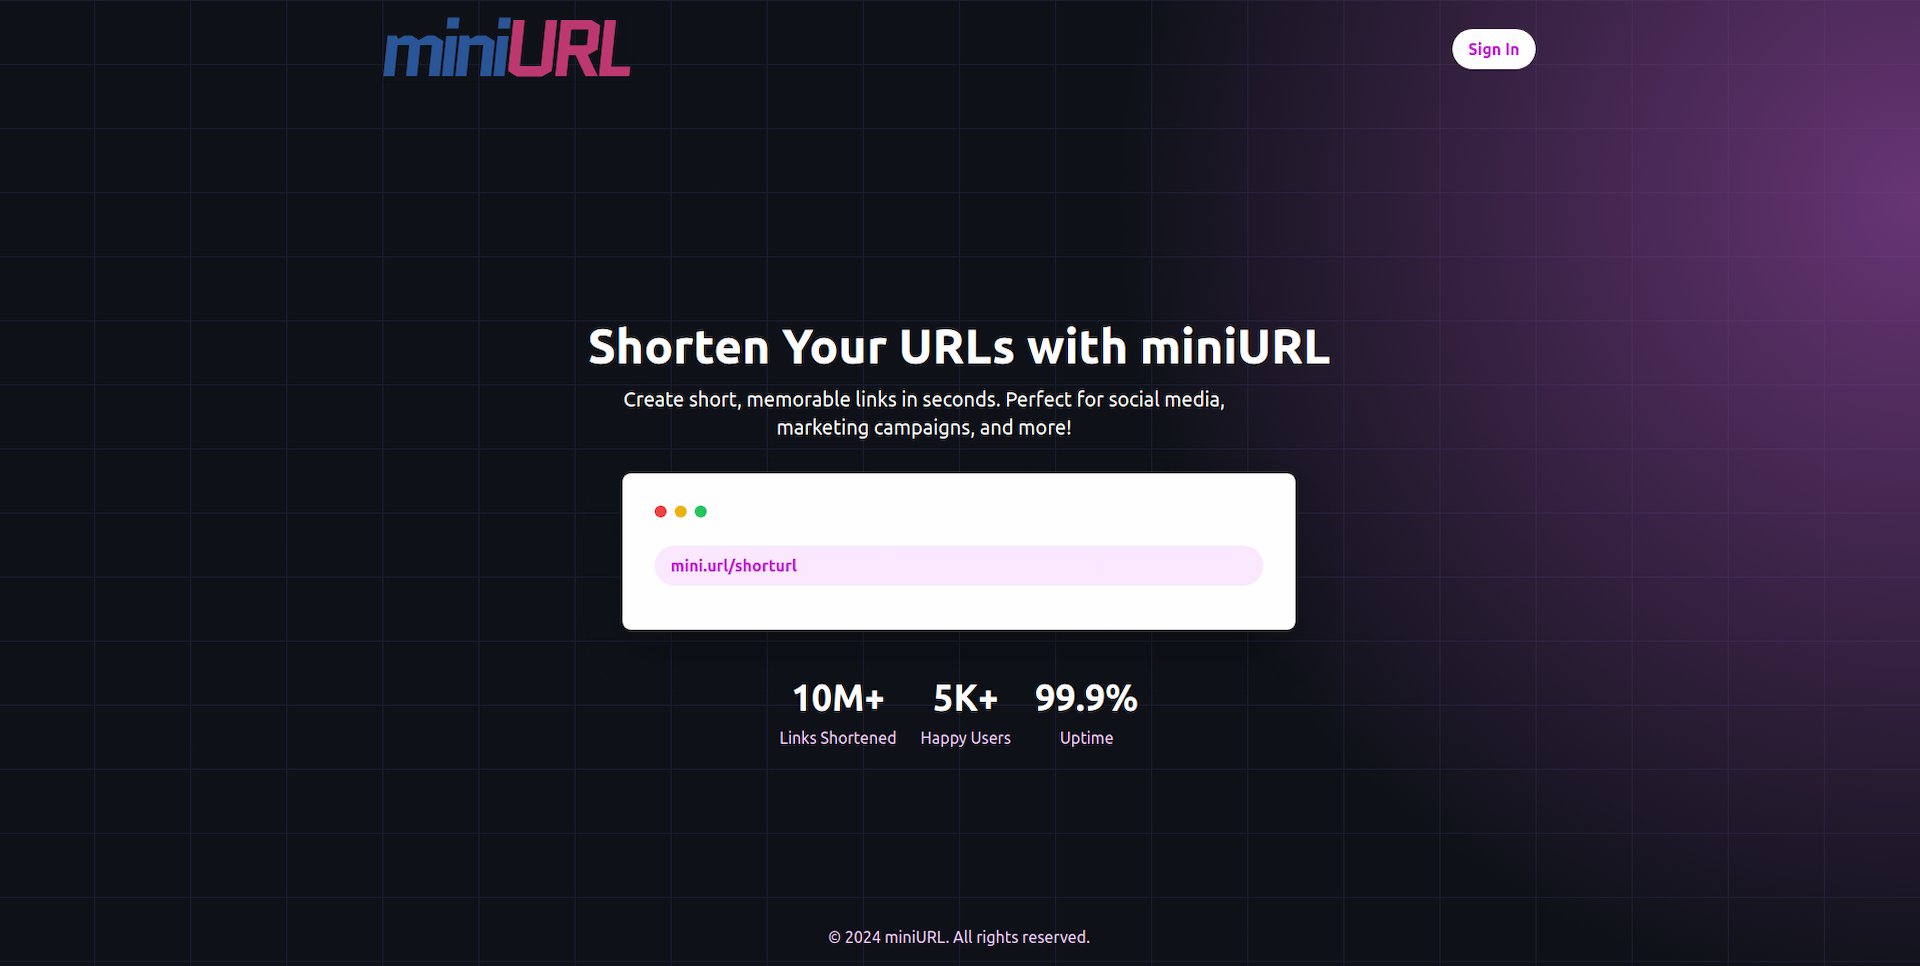 miniURL
Sign In
Shorten Your URLs with miniURL
Create short, memorable links in seconds. Perfect for social media,
marketing campaigns, and more!
mini.url/shorturl
10M+ 5K+ 99.9%
Links Shortened Happy Users Uptime
© 2024 miniURL. All rights reserved.